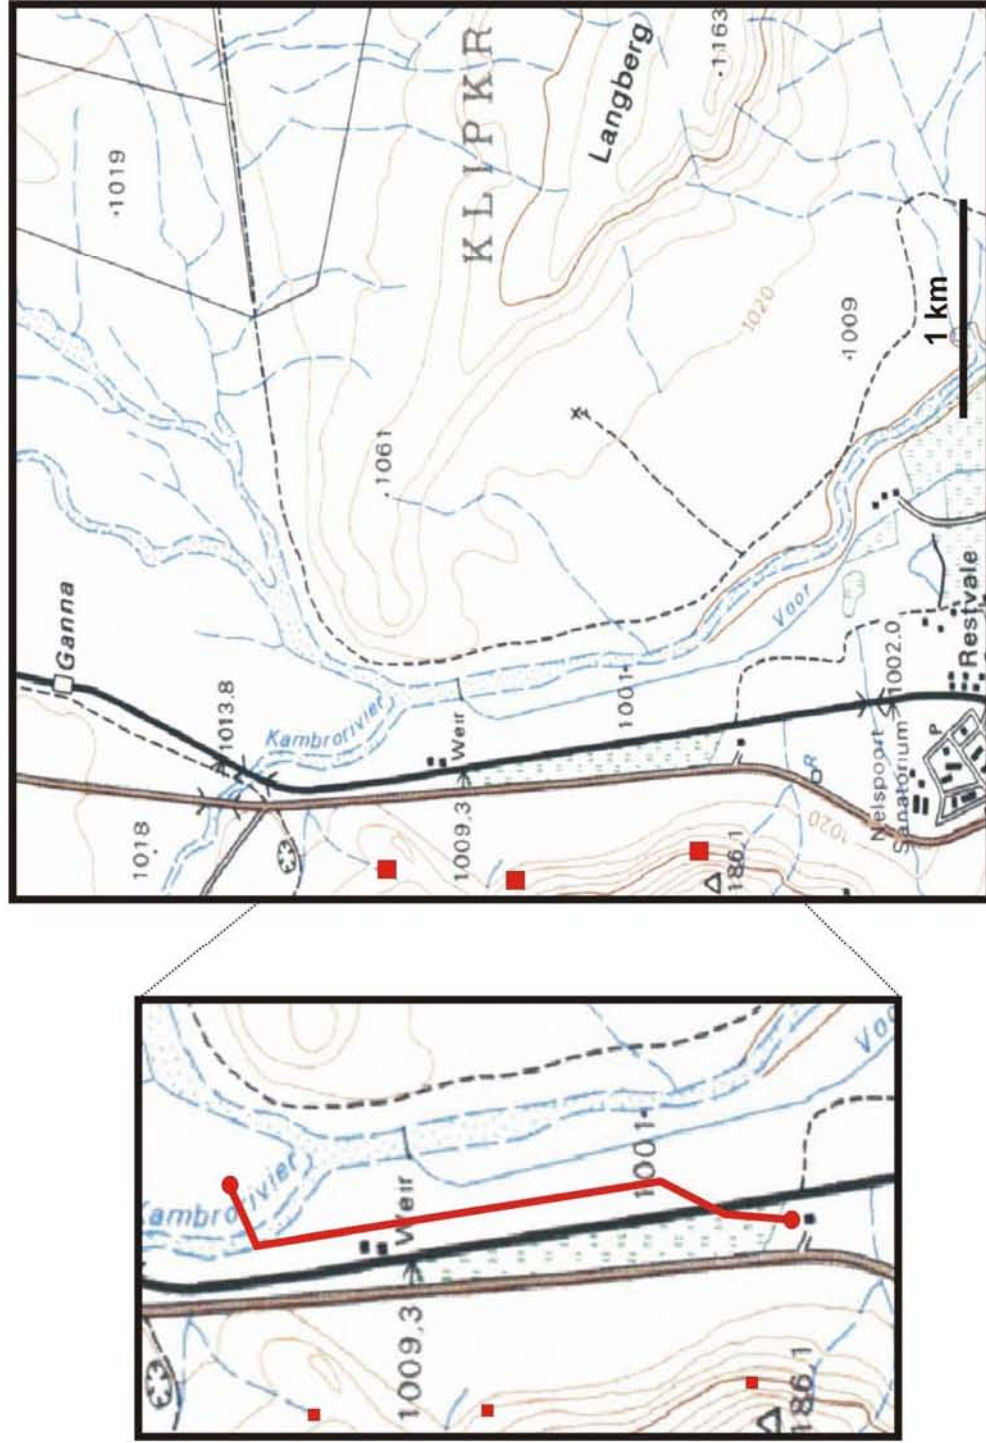 1019
KLIPKR
Langberg
1163
1061
1020
1009
1 km
Ganna
1013.8
Kambrorivier
Weir
1018
1009.3
1001
Voor
1002.0
Restvale
Nelspoort
Sanatorium
P
R
1020
186.1
Kambrorivier
Weir
1009.3
1001
Voo
186.1